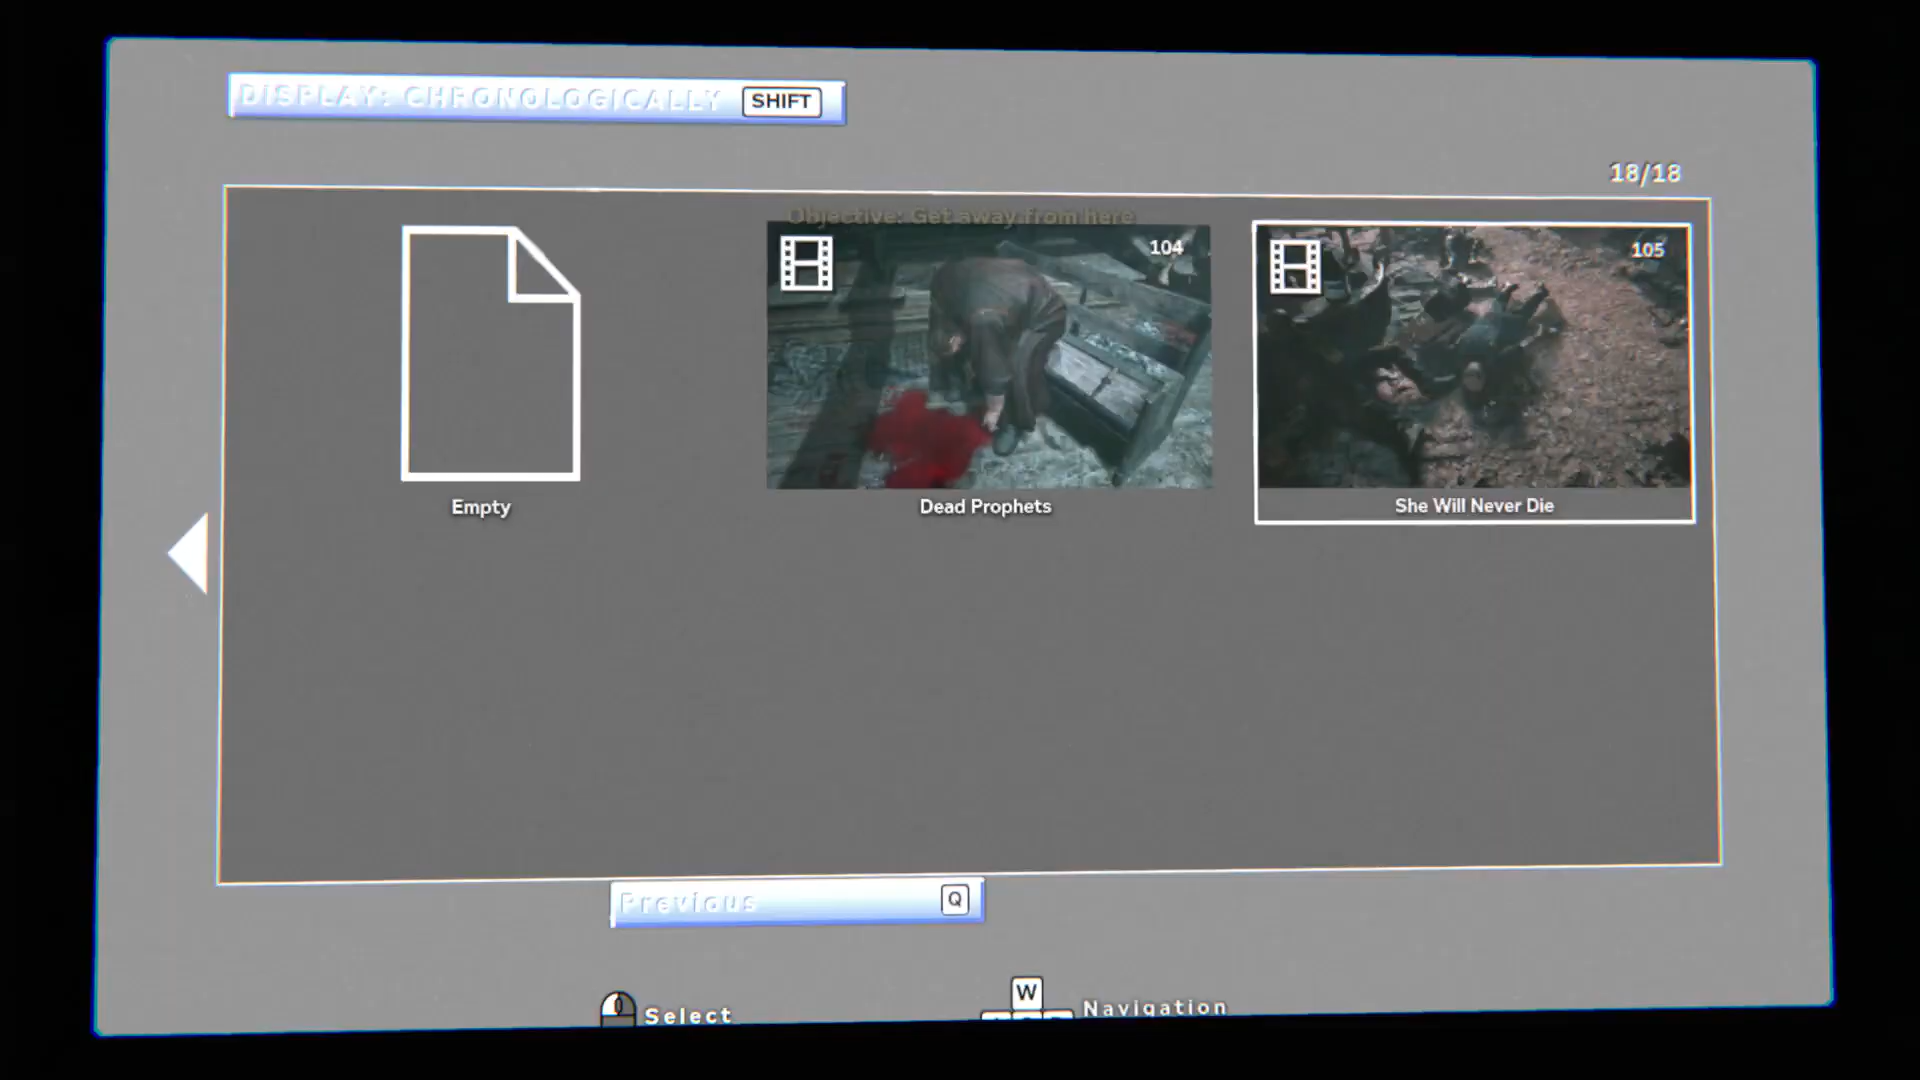 DISPLAY: CHRONOLOGICALLY SHIFT
18/18
Objective: Get away from here
104
105
Empty
Dead Prophets
She Will Never Die
Previous Q
W
Select
Navigation